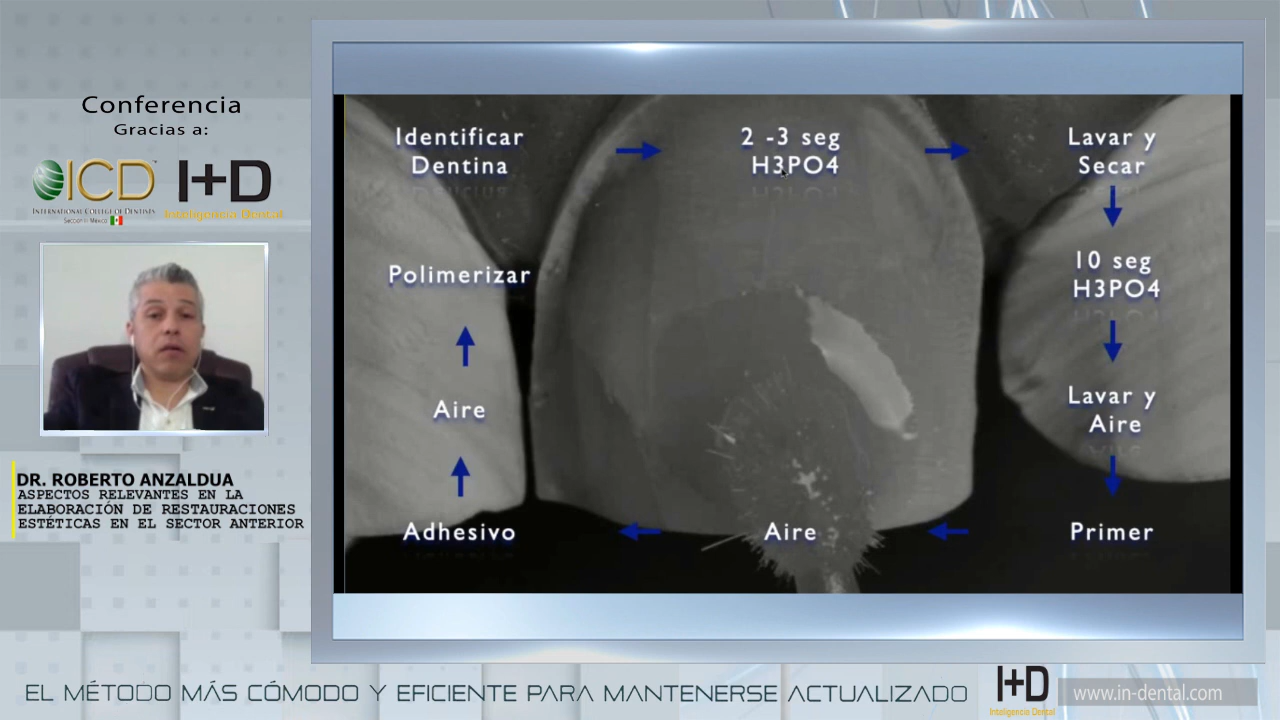 Conferencia
Gracias a:
ICD
INTERNATIONAL COLLEGE OF DENTISTS
Sección México
I+D
Inteligencia Dental
DR. ROBERTO ANZALDUA
ASPECTOS RELEVANTES EN LA
ELABORACIÓN DE RESTAURACIONES
ESTÉTICAS EN EL SECTOR ANTERIOR
Identificar
Dentina
2 -3 seg
H3PO4
Lavar y
Secar
10 seg
H3PO4
Lavar y
Aire
Primer
Aire
Adhesivo
Aire
Polimerizar
EL MÉTODO MÁS CÓMODO Y EFICIENTE PARA MANTENERSE ACTUALIZADO
I+D
Inteligencia Dental
www.in-dental.com